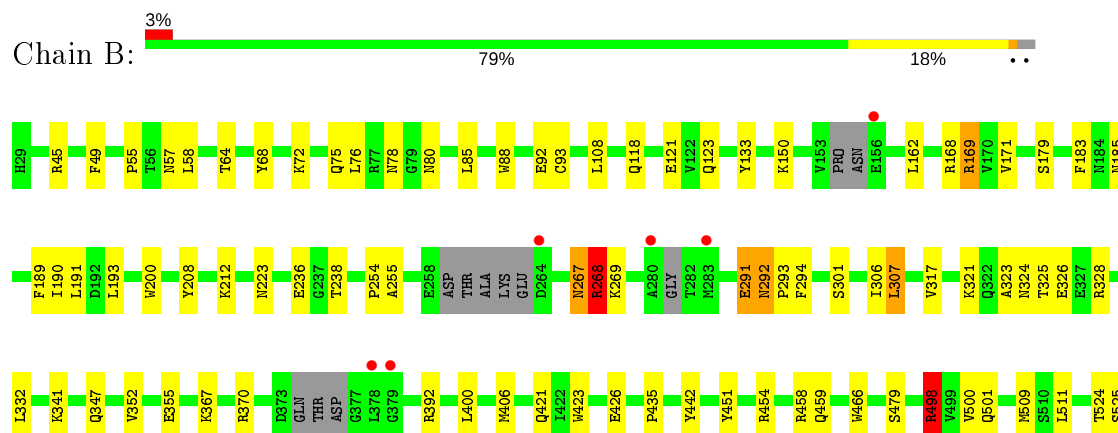 3%
Chain B:
79% 18% • •
H29 R45 F49 P55 T56 N57 L58 T64 Y68 K72 Q75 L76 R77 N78 G79 N80 L85 W88 E92 C93 L108 Q118 E121 V122 Q123 Y133 K150 V153 PRO ASN E156 L162 R168 R169 V170 V171 S179 F183 N184 N185
F189 I190 L191 D192 L193 W200 Y208 K212 N223 E236 G237 T238 P254 A255 E258 ASP THR ALA LYS GLU D264 N267 R268 K269 A280 GLY T282 M283 E291 N292 P293 F294 S301 I306 L307 V317 K321 Q322 A323 N324 T325 E326 E327 R328
L332 K341 Q347 V352 E355 K367 R370 D373 GLN THR ASP G377 L378 G379 R392 L400 M406 Q421 I422 W423 E426 P435 Y442 Y451 R454 R458 Q459 W466 S479 R498 V499 V500 Q501 M509 S510 L511 T524 S525